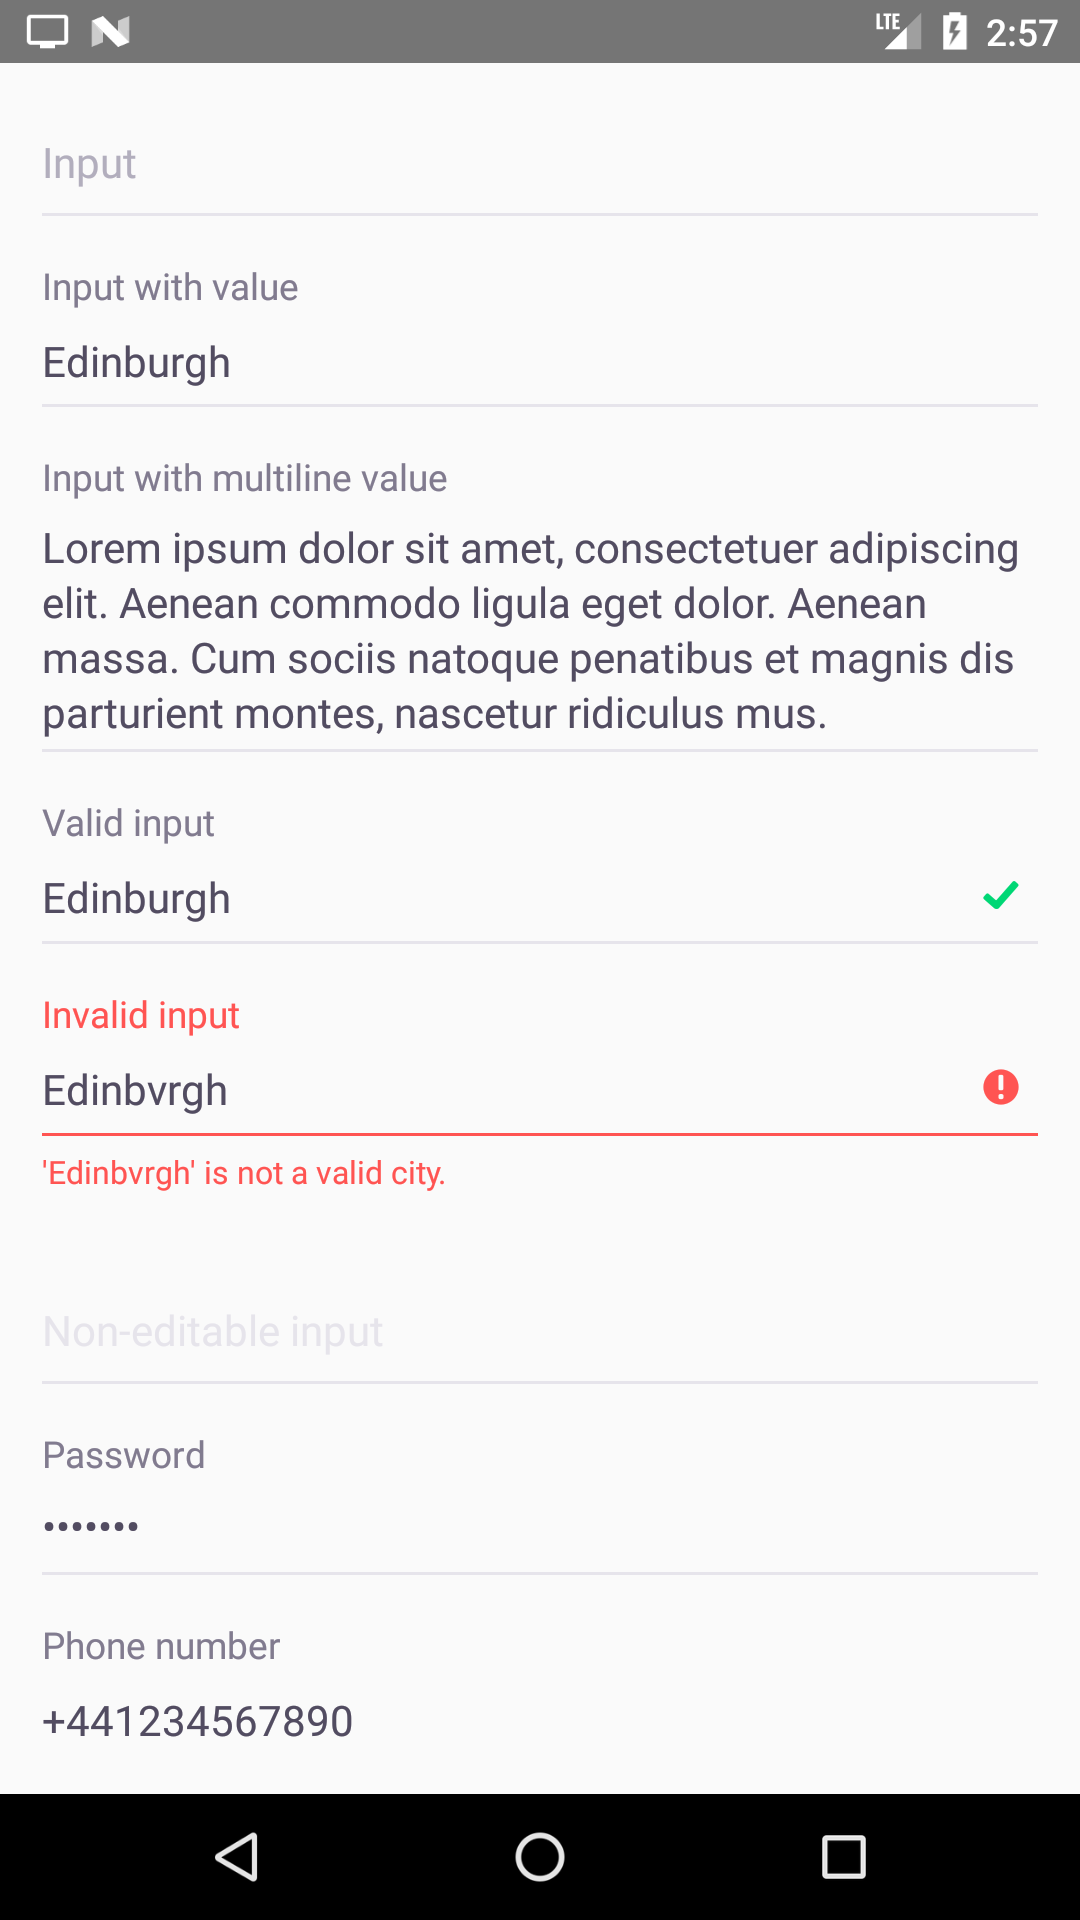 LTE 2:57
Input
Input with value
Edinburgh
Input with multiline value
Lorem ipsum dolor sit amet, consectetuer adipiscing
elit. Aenean commodo ligula eget dolor. Aenean
massa. Cum sociis natoque penatibus et magnis dis
parturient montes, nascetur ridiculus mus.
Valid input
Edinburgh
Invalid input
Edinbvrgh
'Edinbvrgh' is not a valid city.
Non-editable input
Password
•••••••
Phone number
+441234567890